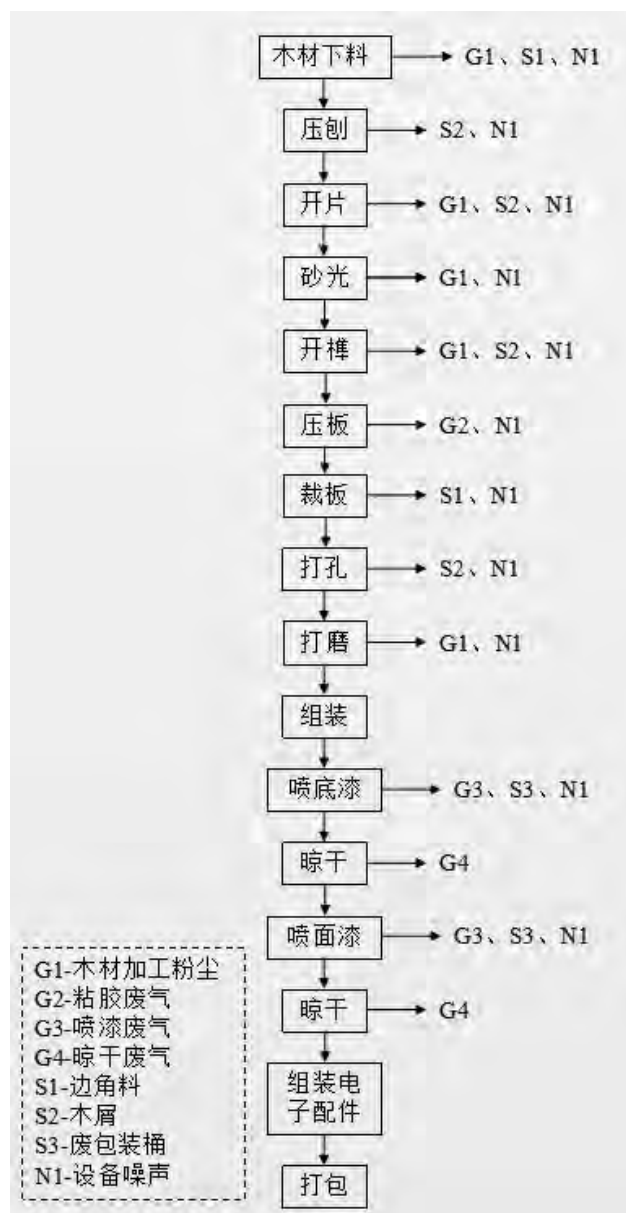 木材下料
G1、S1、N1
压刨
S2、N1
开片
G1、S2、N1
砂光
G1、N1
开榫
G1、S2、N1
压板
G2、N1
裁板
S1、N1
打孔
S2、N1
打磨
G1、N1
组装
喷底漆
G3、S3、N1
晾干
G4
喷面漆
G3、S3、N1
晾干
G4
组装电
子配件
打包
G1-木材加工粉尘
G2-粘胶废气
G3-喷漆废气
G4-晾干废气
S1-边角料
S2-木屑
S3-废包装桶
N1-设备噪声